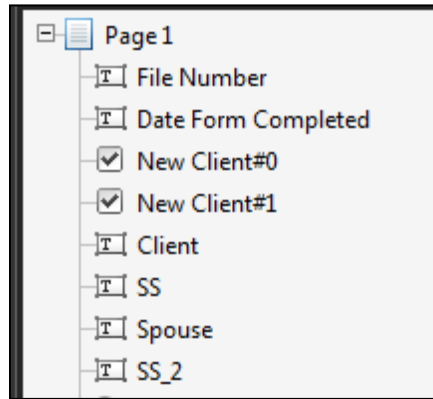 Page 1
File Number
Date Form Completed
New Client#0
New Client#1
Client
SS
Spouse
SS_2